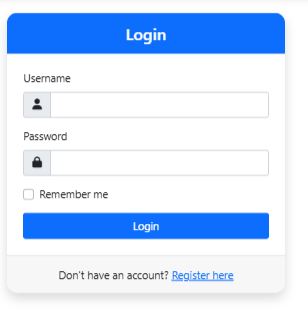 Login
Username
Password
Remember me
Login
Don't have an account? Register here